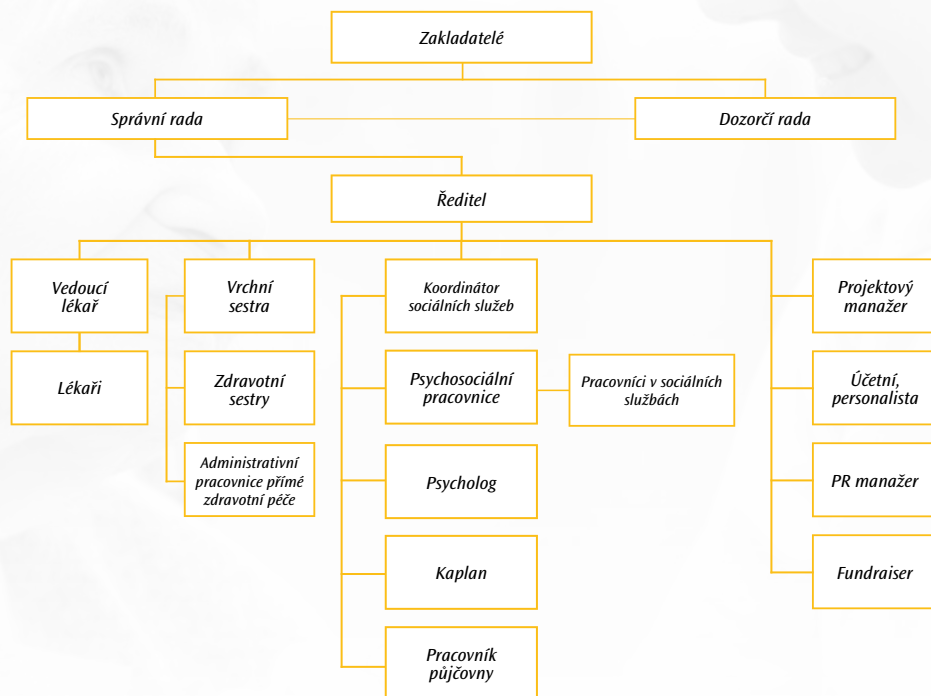 Zakladatelé
Správní rada
Dozorčí rada
Ředitel
Vedoucí
lékař
Lékaři
Vrchní
sestra
Zdravotní
sestry
Administrativní
pracovnice přímé
zdravotní péče
Koordinátor
sociálních služeb
Psychosociální
pracovnice
Pracovníci v sociálních
službách
Psycholog
Kaplan
Pracovník
půjčovny
Projektový
manažer
Účetní,
personalista
PR manažer
Fundraiser